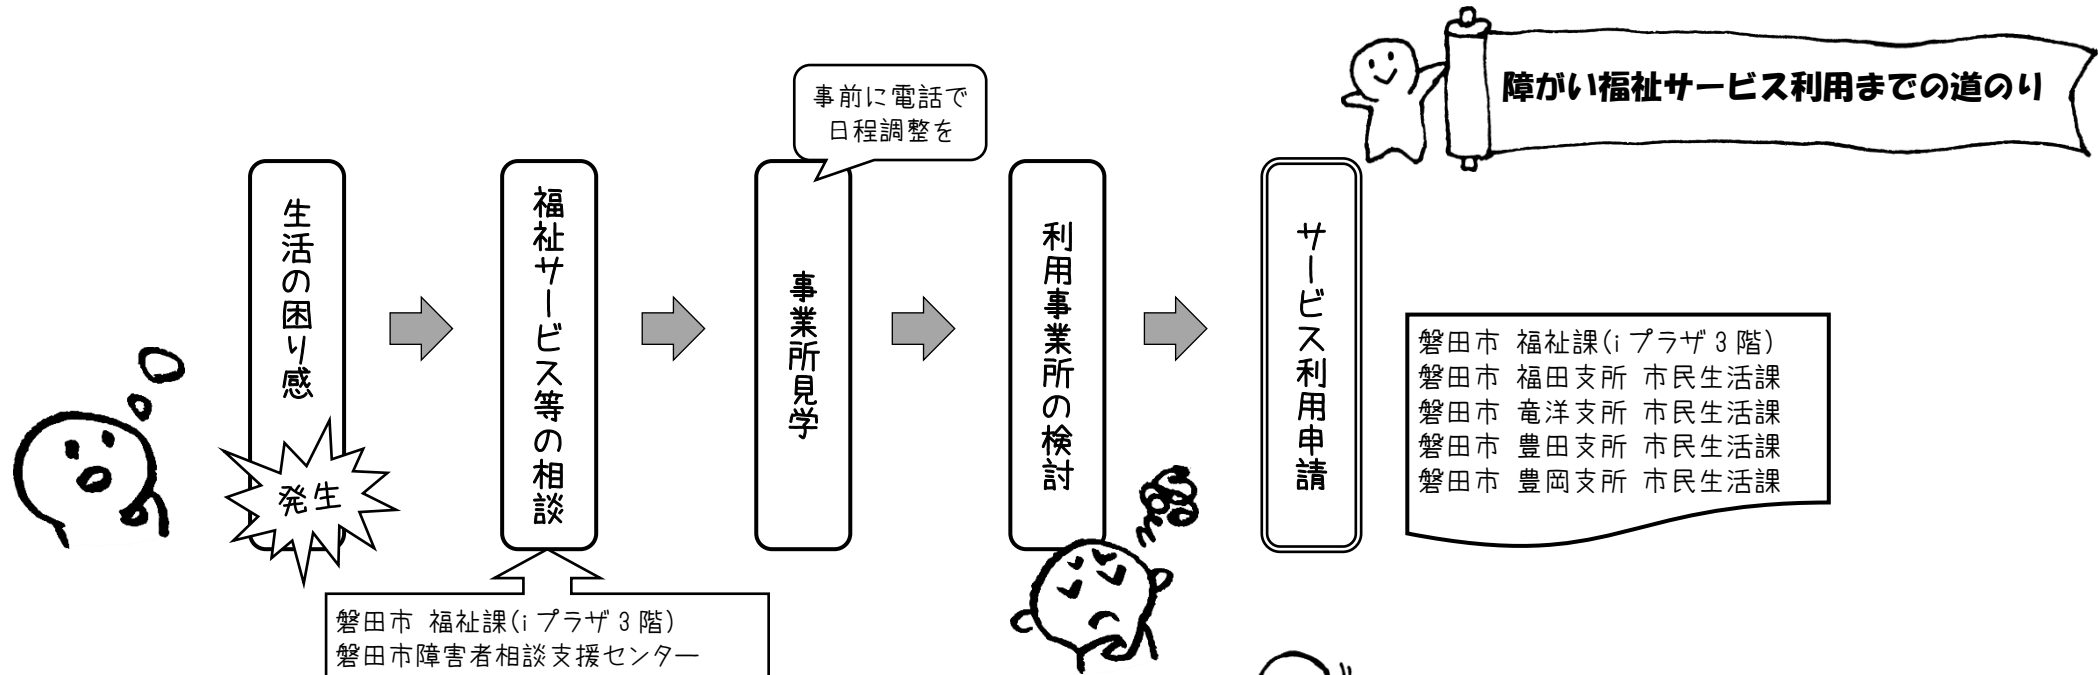 障がい福祉サービス利用までの道のり
事前に電話で
日程調整を
生活の困り感
発生
福祉サービス等の相談
事業所見学
利用事業所の検討
サービス利用申請
磐田市 福祉課(iプラザ3階)
磐田市 福田支所 市民生活課
磐田市 竜洋支所 市民生活課
磐田市 豊田支所 市民生活課
磐田市 豊岡支所 市民生活課
磐田市 福祉課(iプラザ3階)
磐田市障害者相談支援センター